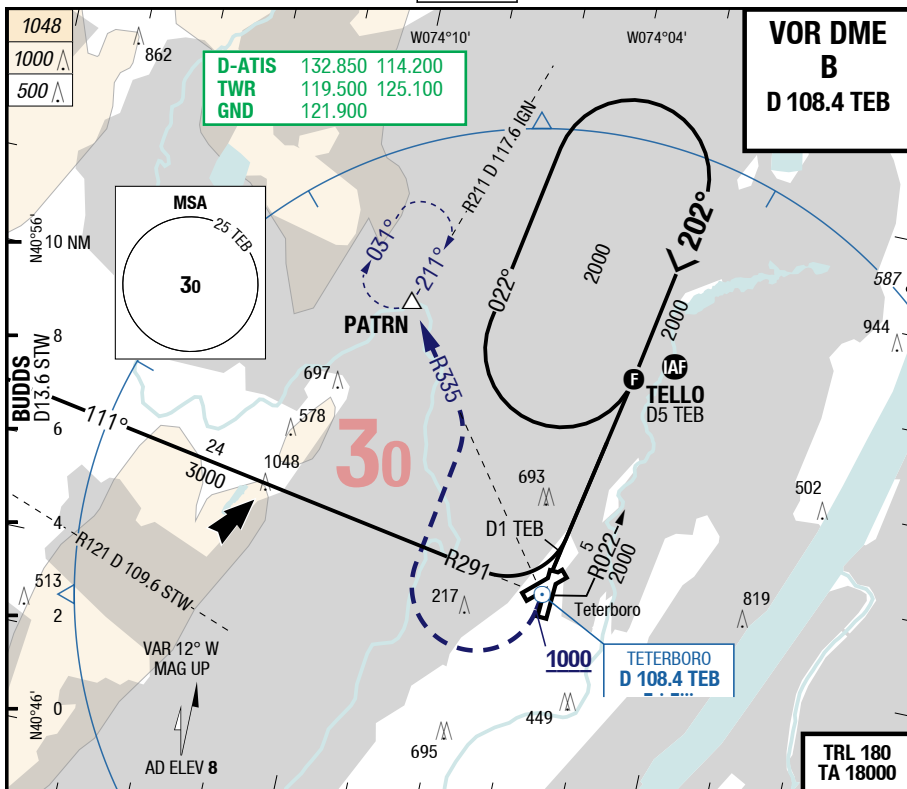 1048
1000
500
862
D-ATIS 132.850 114.200
TWR 119.500 125.100
GND 121.900
W074°10'
W074°04'
VOR DME
B
D 108.4 TEB
R211 D 117.6 IGN
MSA
25 TEB
30
N40°56'
10 NM
8
6
4
2
0
N40°46'
031°
211°
PATRN
R335
022°
2000
202°
2000
587
944
F
IAF
TELLO
D5 TEB
BUDDS
D13.6 STW
111°
24
3000
697
578
1048
30
693
D1 TEB
502
R291
5
R022
2000
R121 D 109.6 STW
513
217
Teterboro
819
1000
TETERBORO
D 108.4 TEB
VAR 12° W
MAG UP
449
695
AD ELEV 8
TRL 180
TA 18000